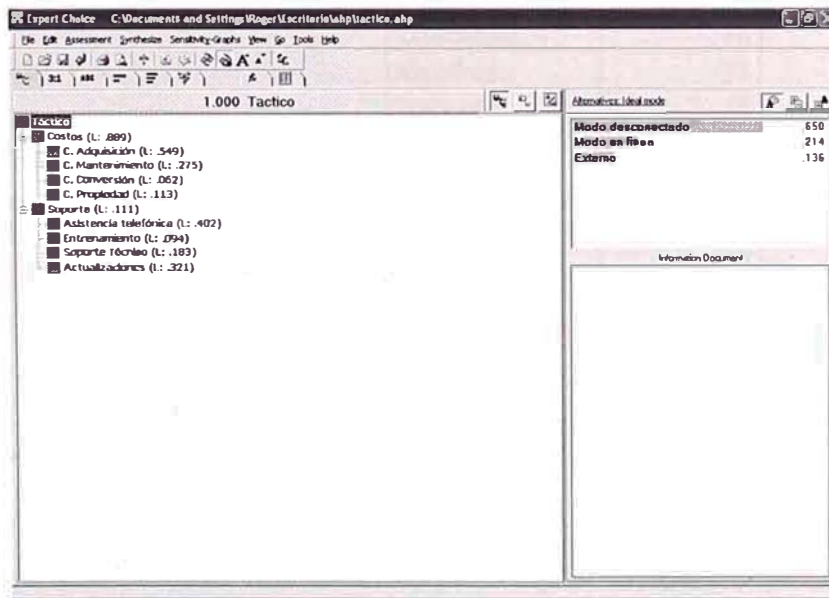 Expert Choice C:\Documents and Settings\Roger\Escritorio\ahp\tactico.ahp
File Edit Assessment Synthesize Sensitivity-Graphs View Go Tools Help
1.000 Tactico
Alternatives: Ideal mode
Tactico
Costos (L: .889)
C. Adquisición (L: .549)
C. Mantenimiento (L: .275)
C. Conversión (L: .062)
C. Propiedad (L: .113)
Soporte (L: .111)
Asistencia telefónica (L: .402)
Entrenamiento (L: .094)
Soporte Técnico (L: .183)
Actualizaciones (L: .321)
Modo desconectado .650
Modo en línea .214
Externo .136
Information Document